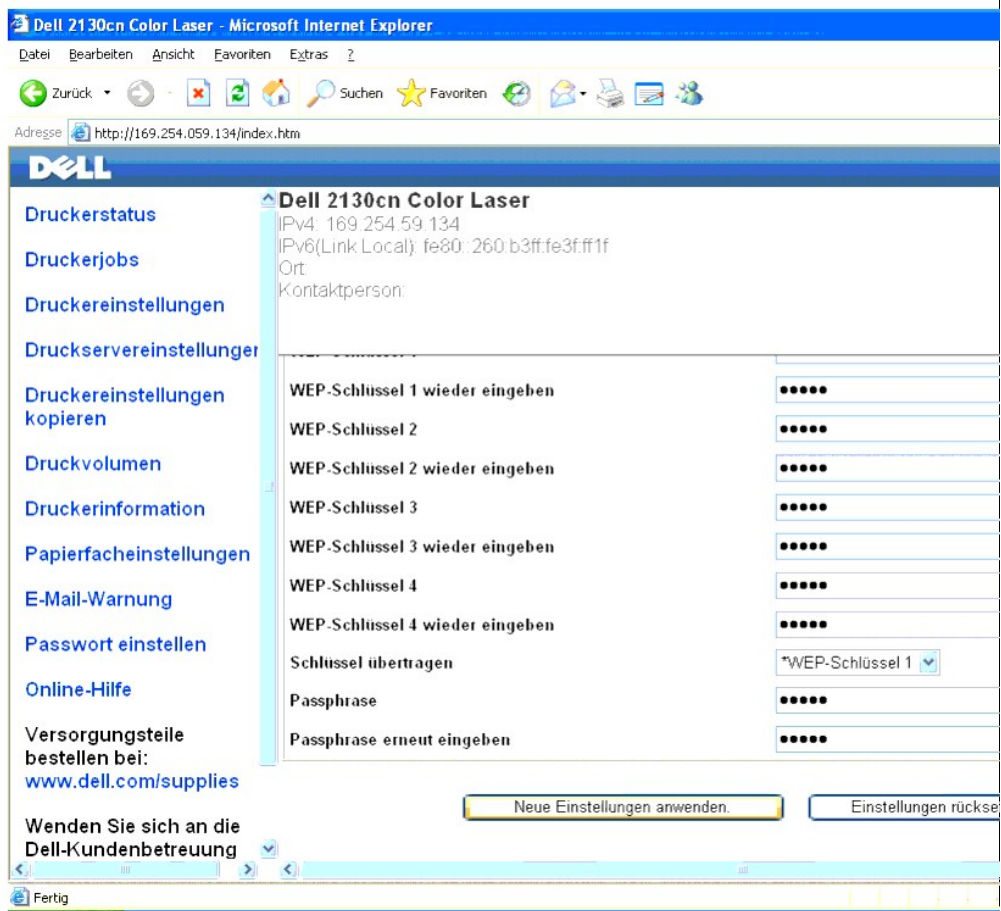 Dell 2130cn Color Laser - Microsoft Internet Explorer
Datei Bearbeiten Ansicht Favoriten Extras ?
Zurück Suchen Favoriten
Adresse http://169.254.059.134/index.htm
DELL
Druckerstatus
Druckerjobs
Druckereinstellungen
Druckservereinstellungen
Druckereinstellungen
kopieren
Druckvolumen
Druckerinformation
Papierfacheinstellungen
E-Mail-Warnung
Passwort einstellen
Online-Hilfe
Versorgungsteile
bestellen bei:
www.dell.com/supplies
Wenden Sie sich an die
Dell-Kundenbetreuung
Dell 2130cn Color Laser
IPv4: 169.254.59.134
IPv6(Link Local): fe80::260:b3ff:fe3f:ff1f
Ort:
Kontaktperson:
WEP-Schlüssel 1 wieder eingeben •••••
WEP-Schlüssel 2 •••••
WEP-Schlüssel 2 wieder eingeben •••••
WEP-Schlüssel 3 •••••
WEP-Schlüssel 3 wieder eingeben •••••
WEP-Schlüssel 4 •••••
WEP-Schlüssel 4 wieder eingeben •••••
Schlüssel übertragen *WEP-Schlüssel 1
Passphrase •••••
Passphrase erneut eingeben •••••
Neue Einstellungen anwenden. Einstellungen rückse
Fertig